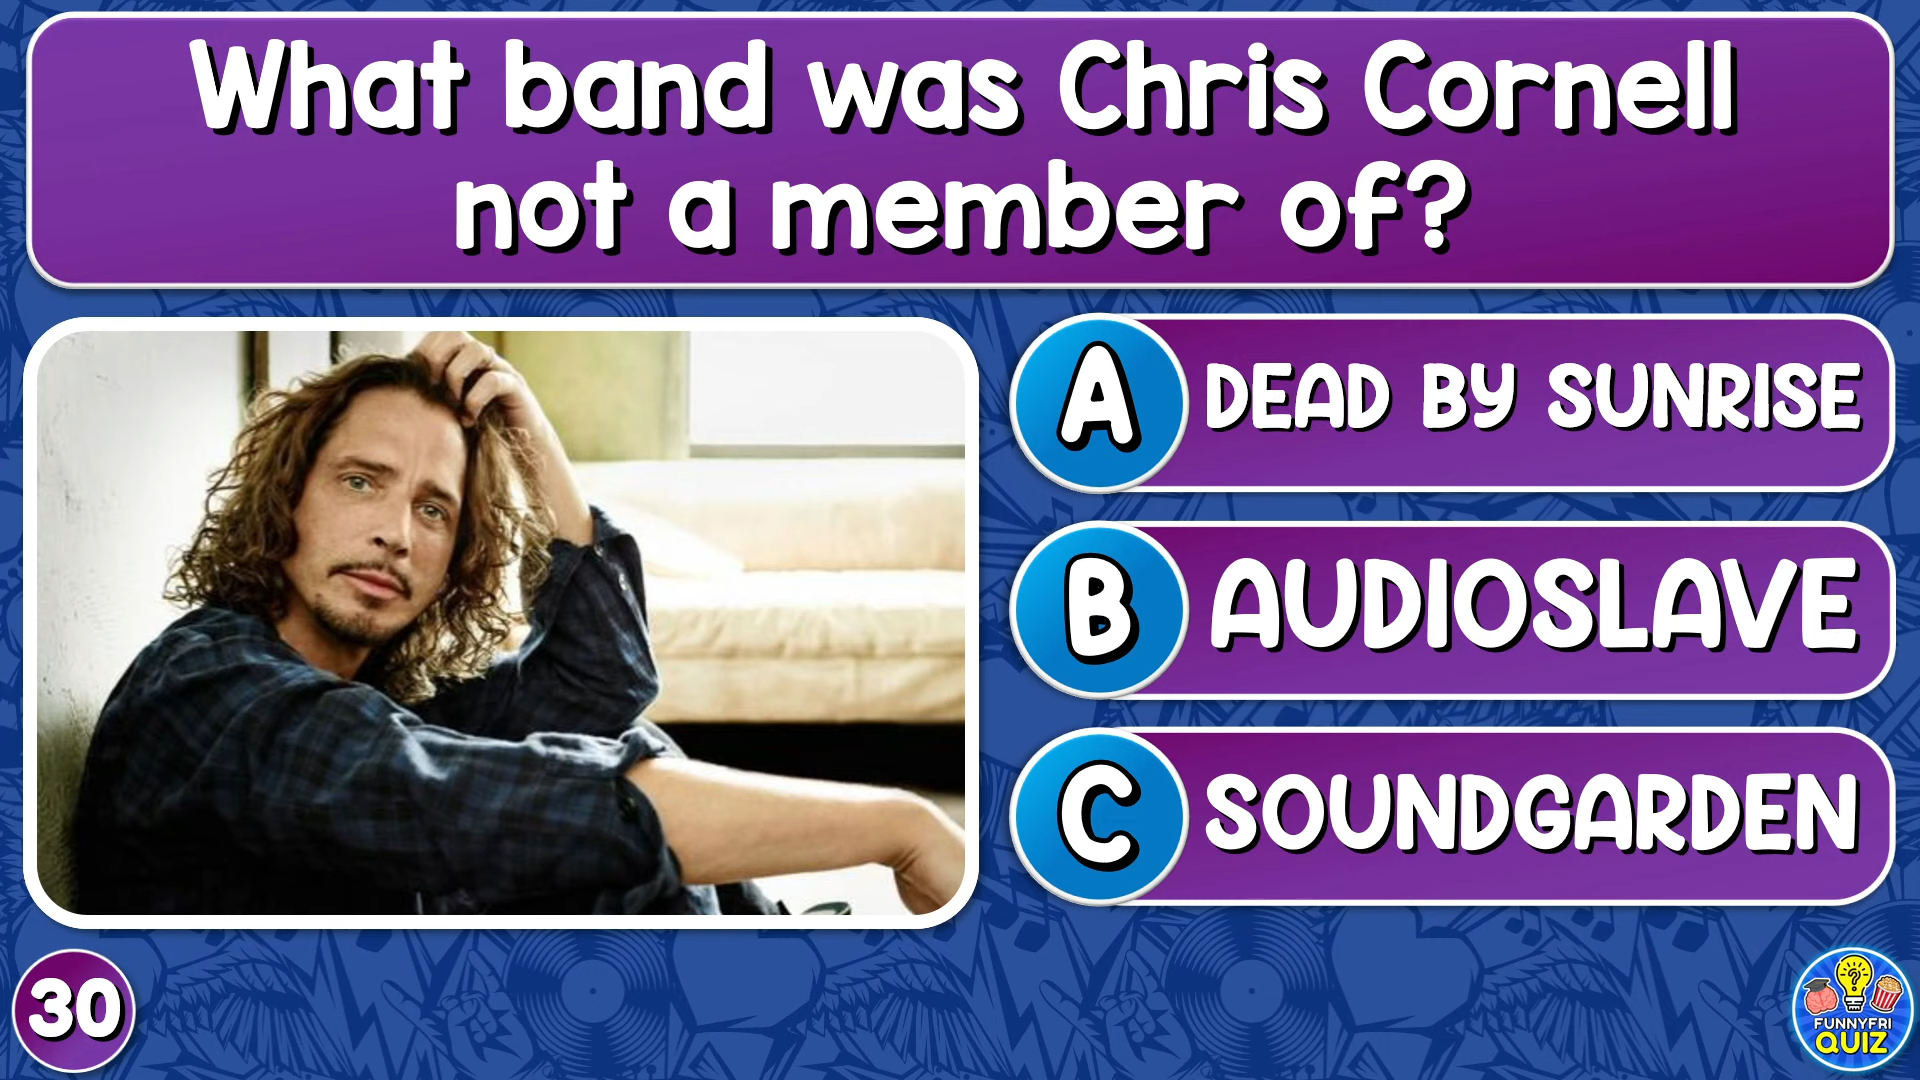 What band was Chris Cornell
not a member of?
A DEAD BY SUNRISE
B AUDIOSLAVE
C SOUNDGARDEN
30
FUNNYFRI
QUIZ